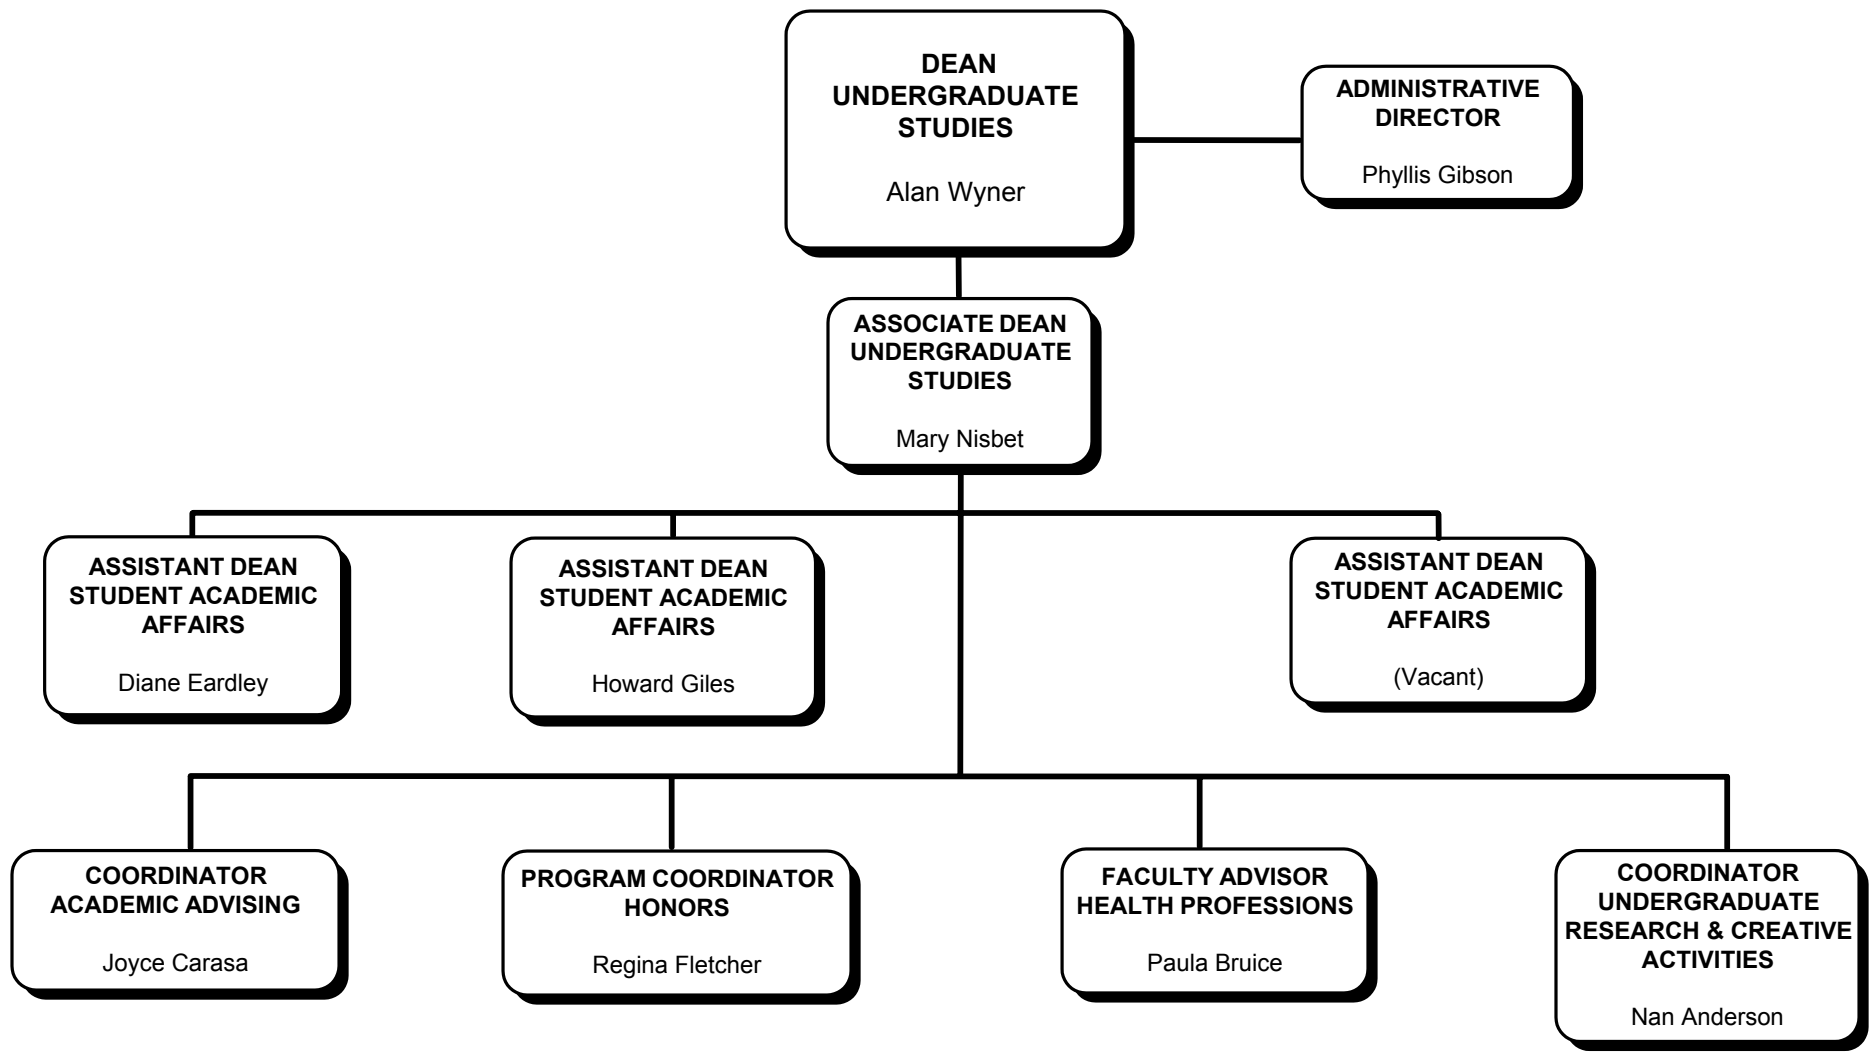 DEAN
UNDERGRADUATE
STUDIES
Alan Wyner
ADMINISTRATIVE
DIRECTOR
Phyllis Gibson
ASSOCIATE DEAN
UNDERGRADUATE
STUDIES
Mary Nisbet
ASSISTANT DEAN
STUDENT ACADEMIC
AFFAIRS
Diane Eardley
ASSISTANT DEAN
STUDENT ACADEMIC
AFFAIRS
Howard Giles
ASSISTANT DEAN
STUDENT ACADEMIC
AFFAIRS
(Vacant)
COORDINATOR
ACADEMIC ADVISING
Joyce Carasa
PROGRAM COORDINATOR
HONORS
Regina Fletcher
FACULTY ADVISOR
HEALTH PROFESSIONS
Paula Bruice
COORDINATOR
UNDERGRADUATE
RESEARCH & CREATIVE
ACTIVITIES
Nan Anderson